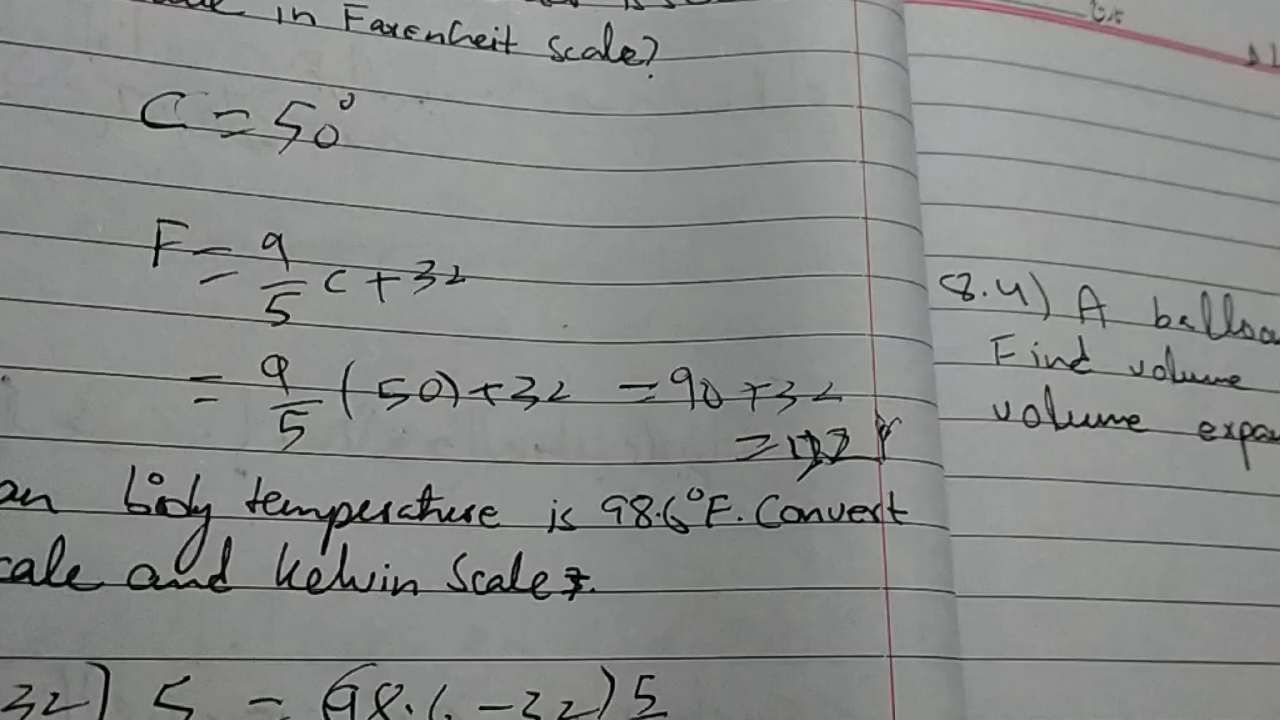 in Farenheit scale?
C = 50°
F = 9/5 C + 32
= 9/5 (50) + 32 = 90 + 32
= 122 F
body temperature is 98.6°F. Convert
and Kelvin Scale.
32) 5 = (98.6 - 32) 5
8.4) A
Find volume
volume